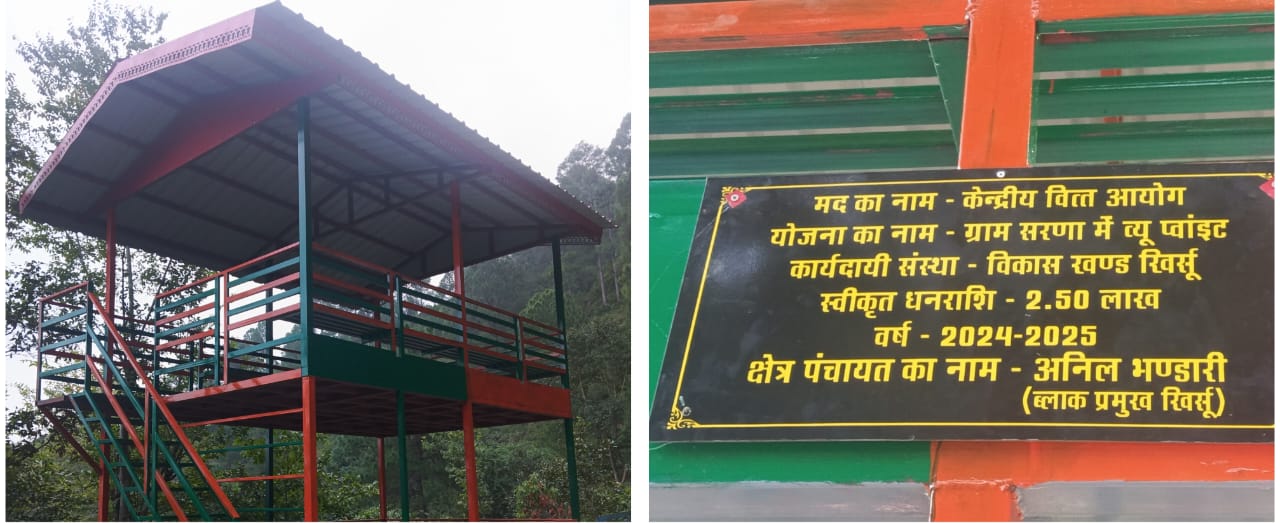 मद का नाम - केन्द्रीय वित्त आयोग
योजना का नाम - ग्राम सरणा में व्यू प्वांइट
कार्यदायी संस्था - विकास खण्ड खिर्सू
स्वीकृत धनराशि - 2.50 लाख
वर्ष - 2024-2025
क्षेत्र पंचायत का नाम - अनिल भण्डारी
(ब्लाक प्रमुख खिर्सू)